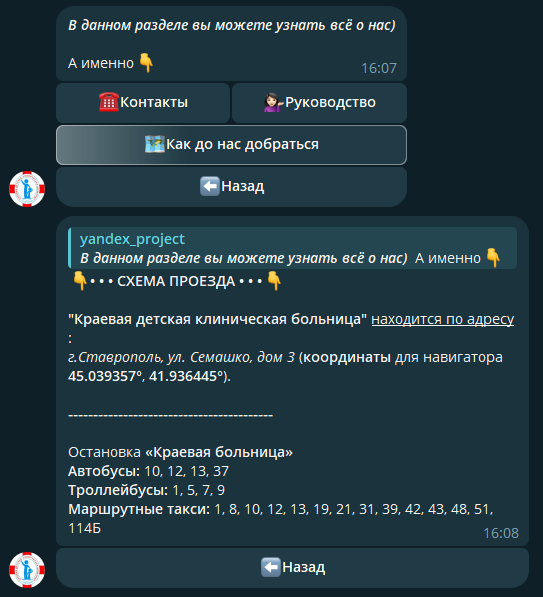 В данном разделе вы можете узнать всё о нас)
А именно👇
16:07
☎️Контакты
💁🏻‍♀️Руководство
🗺️Как до нас добраться
⬅️Назад
yandex_project
В данном разделе вы можете узнать всё о нас) А именно👇
👇• • • СХЕМА ПРОЕЗДА • • •👇
"Краевая детская клиническая больница" находится по адресу
:
г.Ставрополь, ул. Семашко, дом 3 (координаты для навигатора
45.039357°, 41.936445°).
-----------------------------------------
Остановка «Краевая больница»
Автобусы: 10, 12, 13, 37
Троллейбусы: 1, 5, 7, 9
Маршрутные такси: 1, 8, 10, 12, 13, 19, 21, 31, 39, 42, 43, 48, 51,
114Б
16:08
⬅️Назад